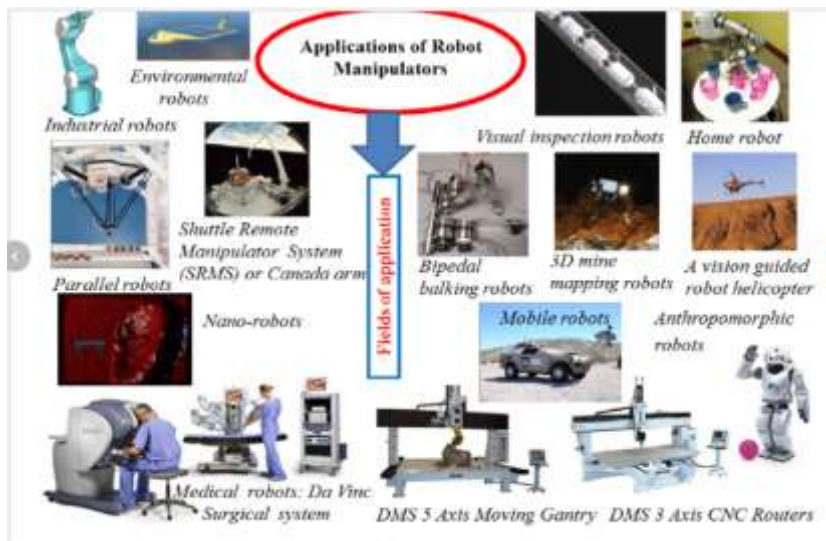 Applications of Robot
Manipulators
Environmental
robots
Industrial robots
Visual inspection robots
Home robot
Shuttle Remote
Manipulator System
(SRMS) or Canada arm
Parallel robots
Fields of application
Bipedal
balking robots
3D mine
mapping robots
A vision guided
robot helicopter
Nano-robots
Mobile robots
Anthropomorphic
robots
Medical robots: Da Vinc
Surgical system
DMS 5 Axis Moving Gantry
DMS 3 Axis CNC Routers